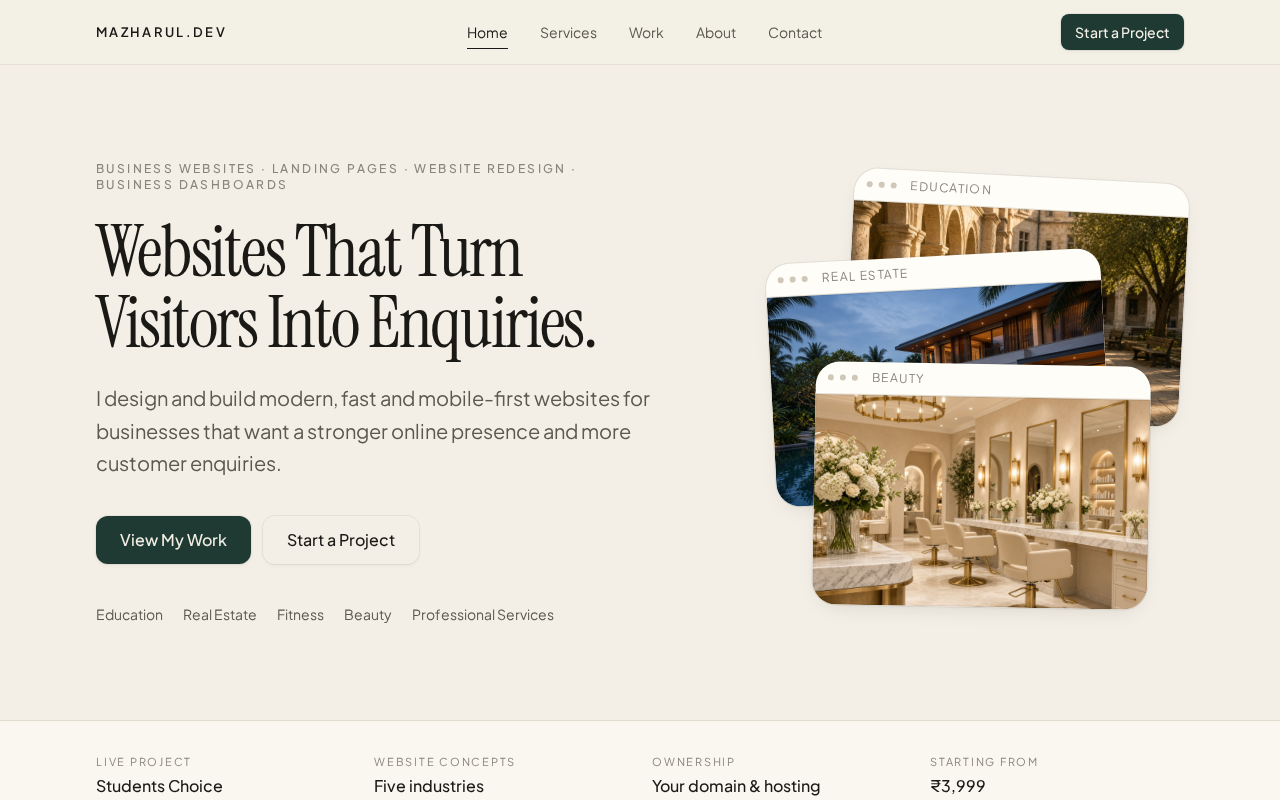 MAZHARUL.DEV
Home
Services
Work
About
Contact
Start a Project
BUSINESS WEBSITES · LANDING PAGES · WEBSITE REDESIGN ·
BUSINESS DASHBOARDS
Websites That Turn
Visitors Into Enquiries.
I design and build modern, fast and mobile-first websites for
businesses that want a stronger online presence and more
customer enquiries.
View My Work
Start a Project
Education
Real Estate
Fitness
Beauty
Professional Services
EDUCATION
REAL ESTATE
BEAUTY
LIVE PROJECT
Students Choice
WEBSITE CONCEPTS
Five industries
OWNERSHIP
Your domain & hosting
STARTING FROM
₹3,999